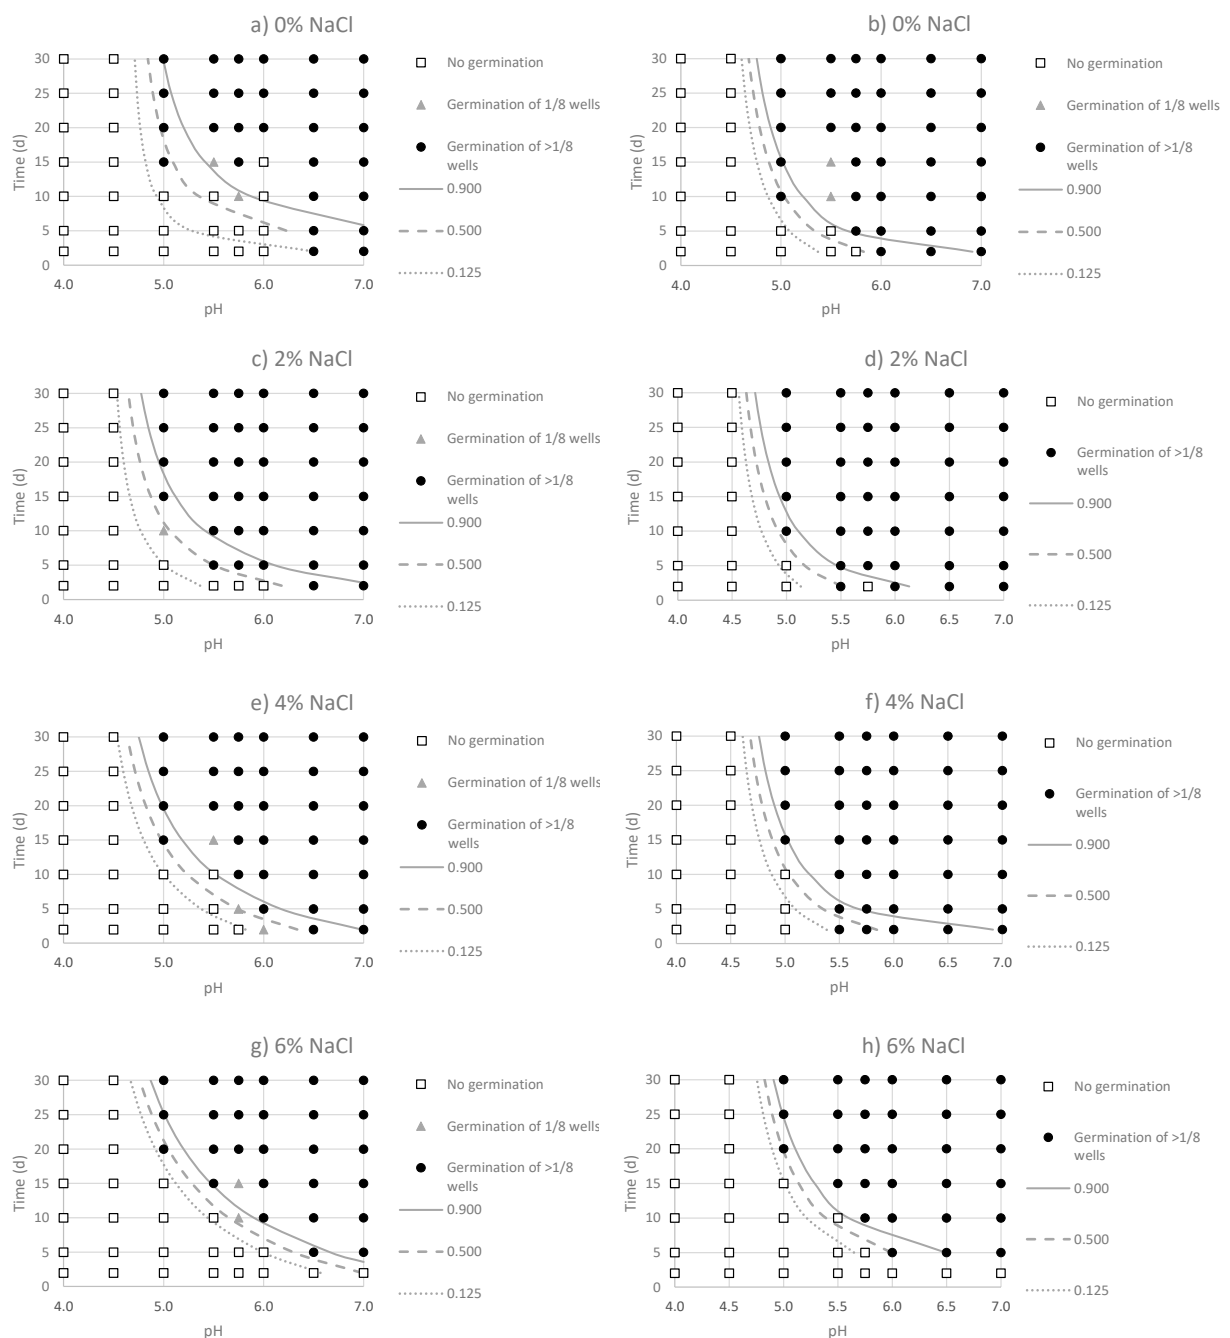 a) 0% NaCl
30
25
20
15
10
5
0
Time (d)
4.0 5.0 6.0 7.0
pH
No germination
Germination of 1/8 wells
Germination of >1/8
wells
0.900
0.500
0.125
b) 0% NaCl
30
25
20
15
10
5
0
Time (d)
4.0 4.5 5.0 5.5 6.0 6.5 7.0
pH
No germination
Germination of 1/8 wells
Germination of >1/8
wells
0.900
0.500
0.125
c) 2% NaCl
30
25
20
15
10
5
0
Time (d)
4.0 5.0 6.0 7.0
pH
No germination
Germination of 1/8 wells
Germination of >1/8
wells
0.900
0.500
0.125
d) 2% NaCl
30
25
20
15
10
5
0
Time (d)
4.0 4.5 5.0 5.5 6.0 6.5 7.0
pH
No germination
Germination of >1/8
wells
0.900
0.500
0.125
e) 4% NaCl
30
25
20
15
10
5
0
Time (d)
4.0 5.0 6.0 7.0
pH
No germination
Germination of 1/8 wells
Germination of >1/8
wells
0.900
0.500
0.125
f) 4% NaCl
30
25
20
15
10
5
0
Time (d)
4.0 4.5 5.0 5.5 6.0 6.5 7.0
pH
No germination
Germination of >1/8
wells
0.900
0.500
0.125
g) 6% NaCl
30
25
20
15
10
5
0
Time (d)
4.0 5.0 6.0 7.0
pH
No germination
Germination of 1/8 wells
Germination of >1/8
wells
0.900
0.500
0.125
h) 6% NaCl
30
25
20
15
10
5
0
Time (d)
4.0 4.5 5.0 5.5 6.0 6.5 7.0
pH
No germination
Germination of >1/8
wells
0.900
0.500
0.125